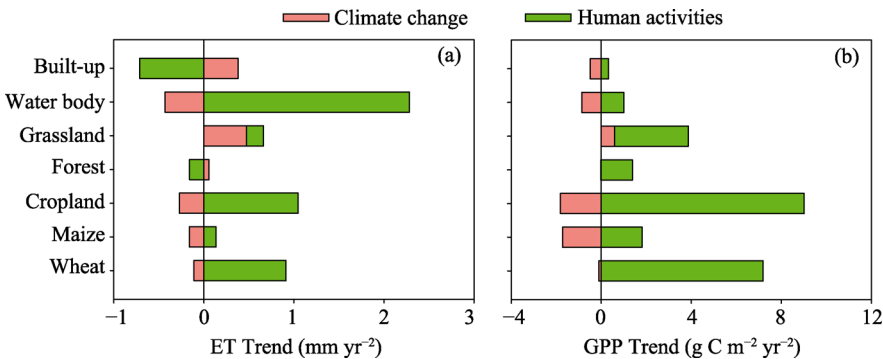 Climate change
Human activities
(a)
(b)
Built-up
Water body
Grassland
Forest
Cropland
Maize
Wheat
−1 0 1 2 3
−4 0 4 8 12
ET Trend (mm yr⁻²)
GPP Trend (g C m⁻² yr⁻²)